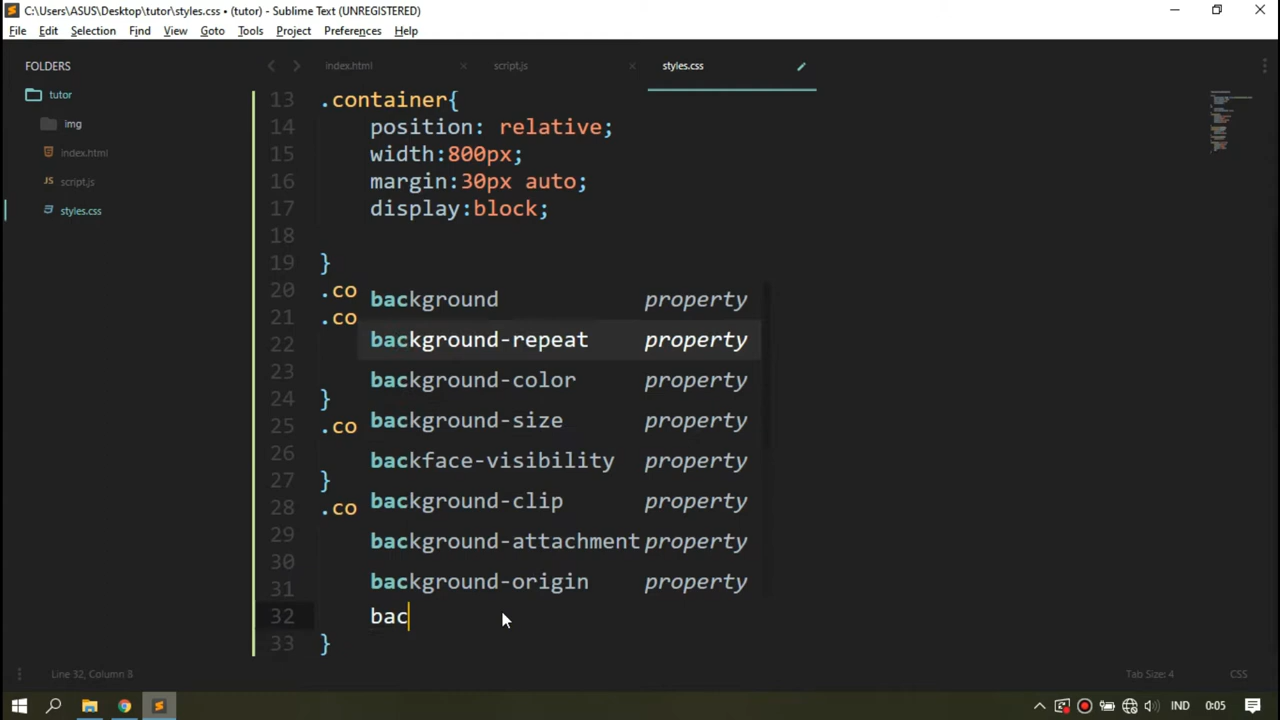 C:\Users\ASUS\Desktop\tutor\styles.css • (tutor) - Sublime Text (UNREGISTERED)
File Edit Selection Find View Goto Tools Project Preferences Help
FOLDERS
tutor
img
index.html
JS script.js
styles.css
index.html script.js styles.css
13 .container{
14 position: relative;
15 width:800px;
16 margin:30px auto;
17 display:block;
18
19 }
20 .co
21 .co
22
23
24 }
25 .co
26
27 }
28 .co
29
30
31
32 bac
33 }
background property
background-repeat property
background-color property
background-size property
backface-visibility property
background-clip property
background-attachment property
background-origin property
Line 32, Column 8
Tab Size: 4 CSS
IND 0:05